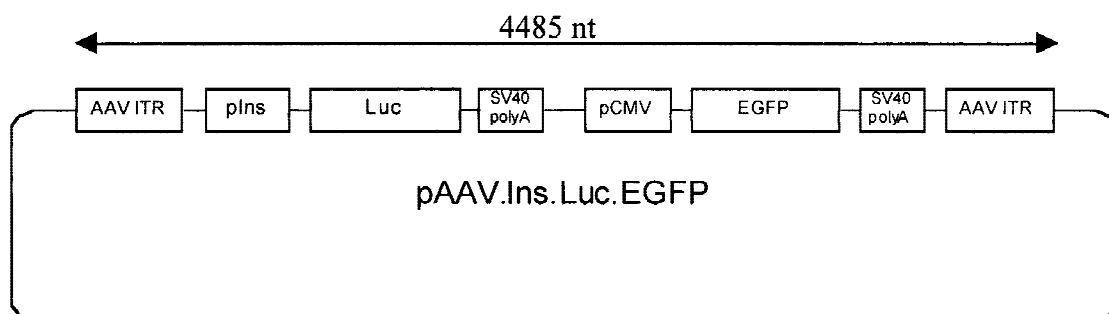 4485 nt
AAV ITR
pIns
Luc
SV40
polyA
pCMV
EGFP
SV40
polyA
AAV ITR
pAAV.Ins.Luc.EGFP